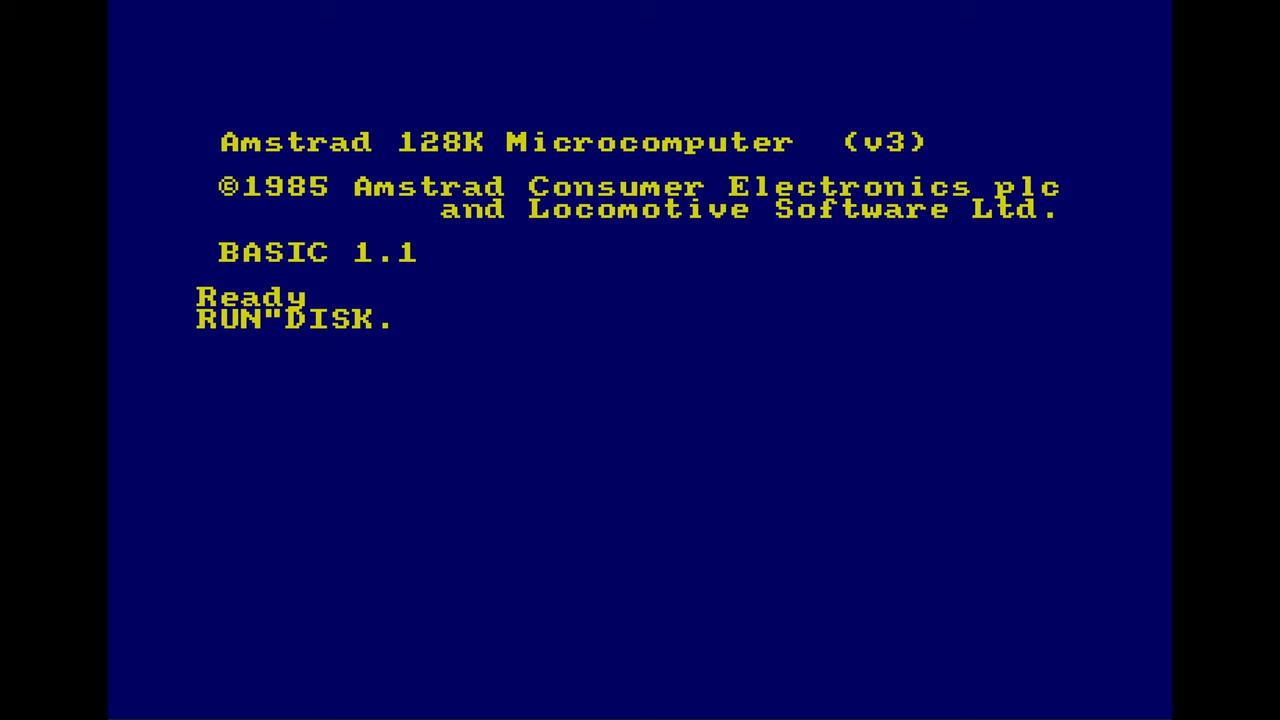 Amstrad 128K Microcomputer (v3)
©1985 Amstrad Consumer Electronics plc
and Locomotive Software Ltd.
BASIC 1.1
Ready
RUN"DISK.